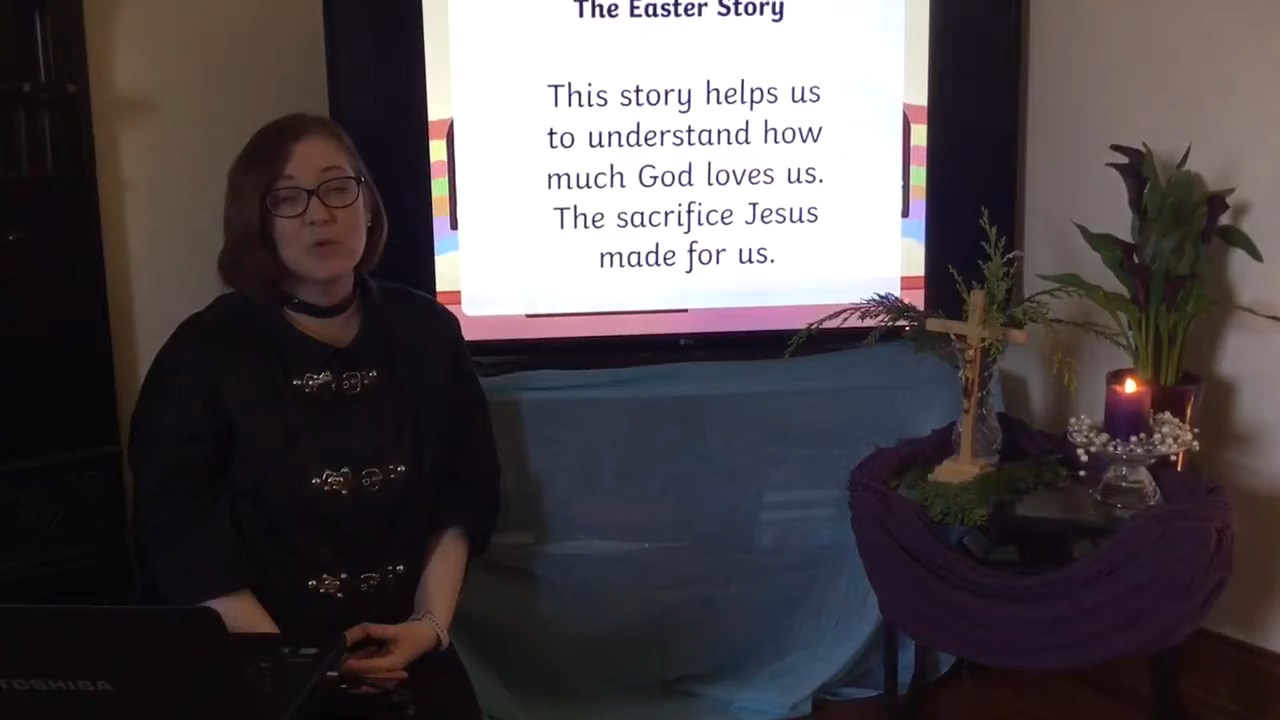 The Easter Story
This story helps us
to understand how
much God loves us.
The sacrifice Jesus
made for us.
TOSHIBA